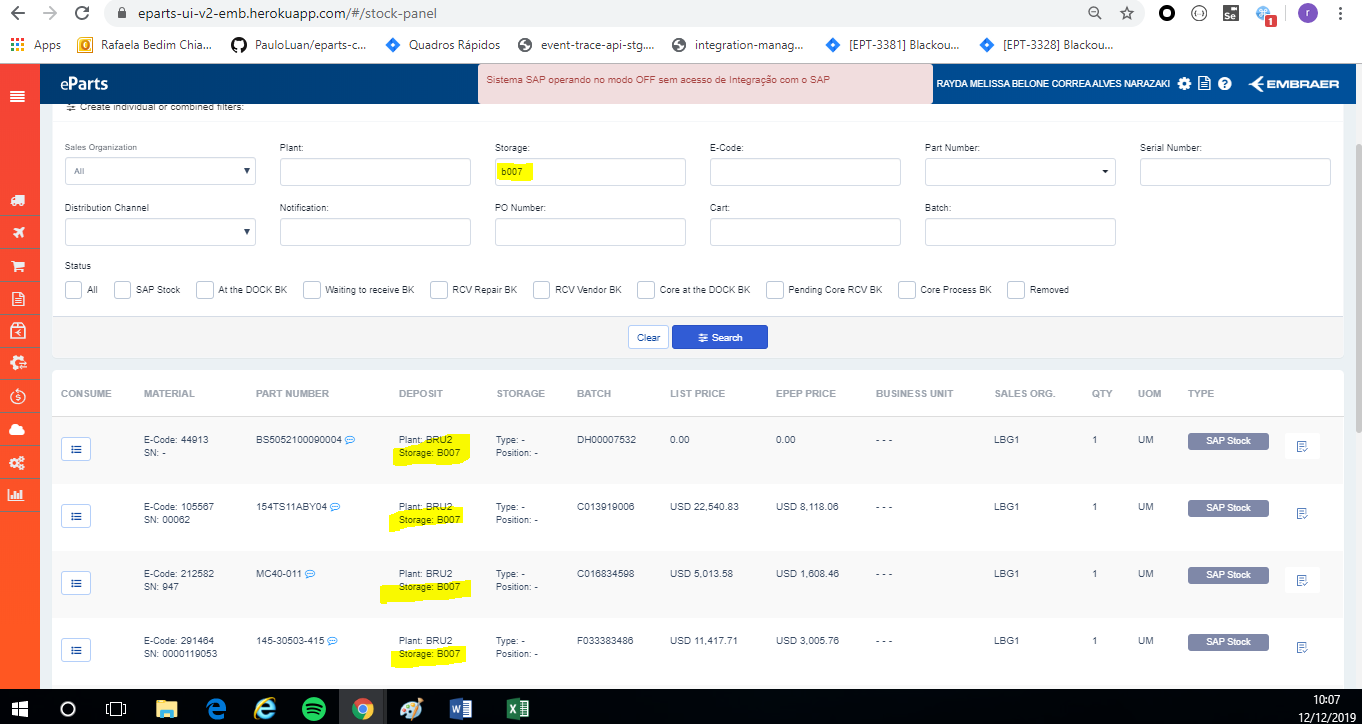 eparts-ui-v2-emb.herokuapp.com/#/stock-panel
Se
1
r
Apps
Rafaela Bedim Chia...
PauloLuan/eparts-c...
Quadros Rápidos
event-trace-api-stg....
integration-manag...
[EPT-3381] Blackou...
[EPT-3328] Blackou...
eParts
Sistema SAP operando no modo OFF sem acesso de Integração com o SAP
RAYDA MELISSA BELONE CORREA ALVES NARAZAKI
EMBRAER
Create individual or combined filters:
Sales Organization
Plant:
Storage:
E-Code:
Part Number:
Serial Number:
All
b007
Distribution Channel
Notification:
PO Number:
Cart:
Batch:
Status
All
SAP Stock
At the DOCK BK
Waiting to receive BK
RCV Repair BK
RCV Vendor BK
Core at the DOCK BK
Pending Core RCV BK
Core Process BK
Removed
Clear
Search
CONSUME MATERIAL PART NUMBER DEPOSIT STORAGE BATCH LIST PRICE EPEP PRICE BUSINESS UNIT SALES ORG. QTY UOM TYPE
E-Code: 44913 BS5052100090004 Plant: BRU2 Type: - DH00007532 0.00 0.00 - - - LBG1 1 UM SAP Stock
SN: - Storage: B007 Position: -
E-Code: 105567 154TS11ABY04 Plant: BRU2 Type: - C013919006 USD 22,540.83 USD 8,118.06 - - - LBG1 1 UM SAP Stock
SN: 00062 Storage: B007 Position: -
E-Code: 212582 MC40-011 Plant: BRU2 Type: - C016834598 USD 5,013.58 USD 1,608.46 - - - LBG1 1 UM SAP Stock
SN: 947 Storage: B007 Position: -
E-Code: 291464 145-30503-415 Plant: BRU2 Type: - F033383486 USD 11,417.71 USD 3,005.76 - - - LBG1 1 UM SAP Stock
SN: 0000119053 Storage: B007 Position: -
10:07
12/12/2019